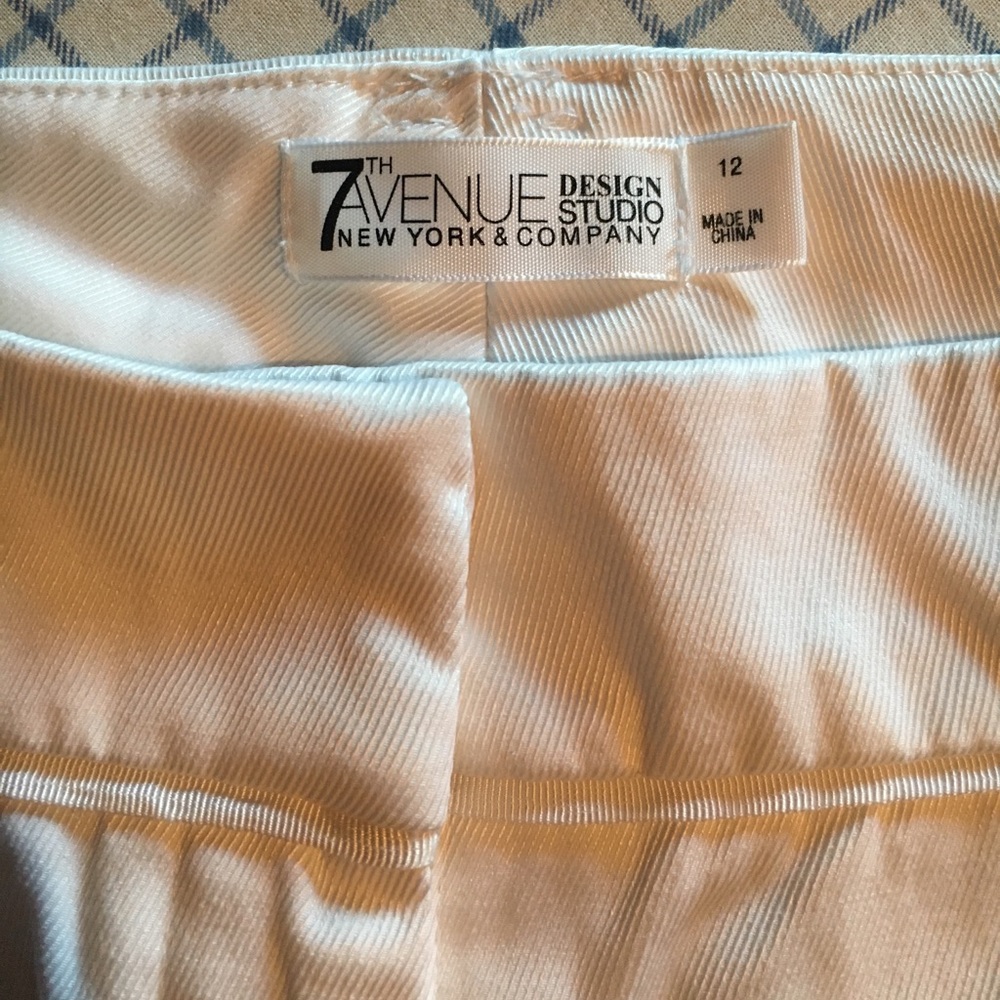 7TH AVENUE DESIGN STUDIO
NEW YORK & COMPANY
12
MADE IN
CHINA